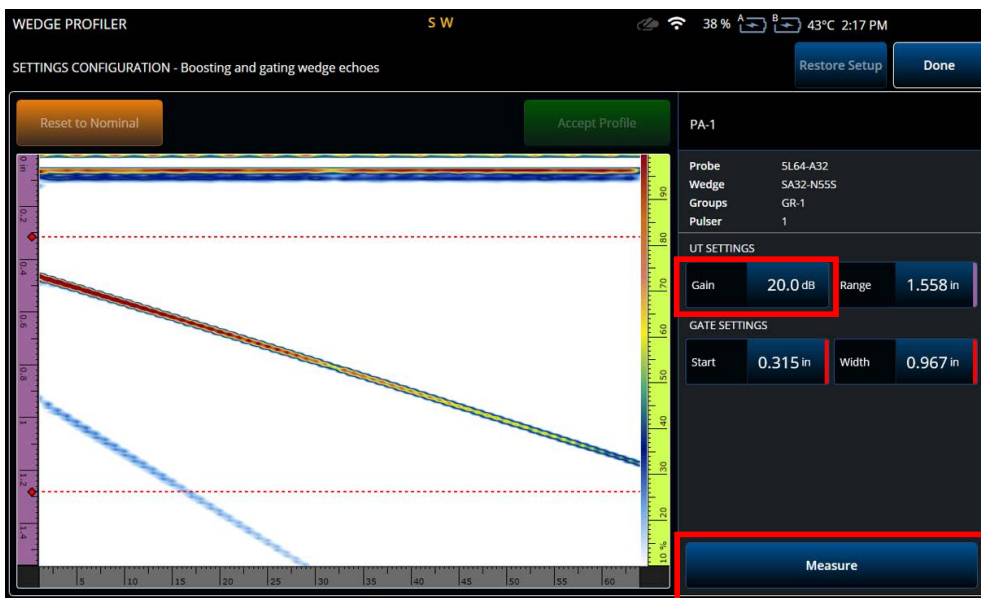 WEDGE PROFILER
S W
38 % A B 43°C 2:17 PM
SETTINGS CONFIGURATION - Boosting and gating wedge echoes
Restore Setup
Done
Reset to Nominal
Accept Profile
PA-1
Probe 5L64-A32
Wedge SA32-N55S
Groups GR-1
Pulser 1
UT SETTINGS
Gain 20.0 dB Range 1.558 in
GATE SETTINGS
Start 0.315 in Width 0.967 in
Measure
0 in
0.2
0.4
0.6
0.8
1
1.2
1.4
90
80
70
60
50
40
30
20
10 %
5 10 15 20 25 30 35 40 45 50 55 60